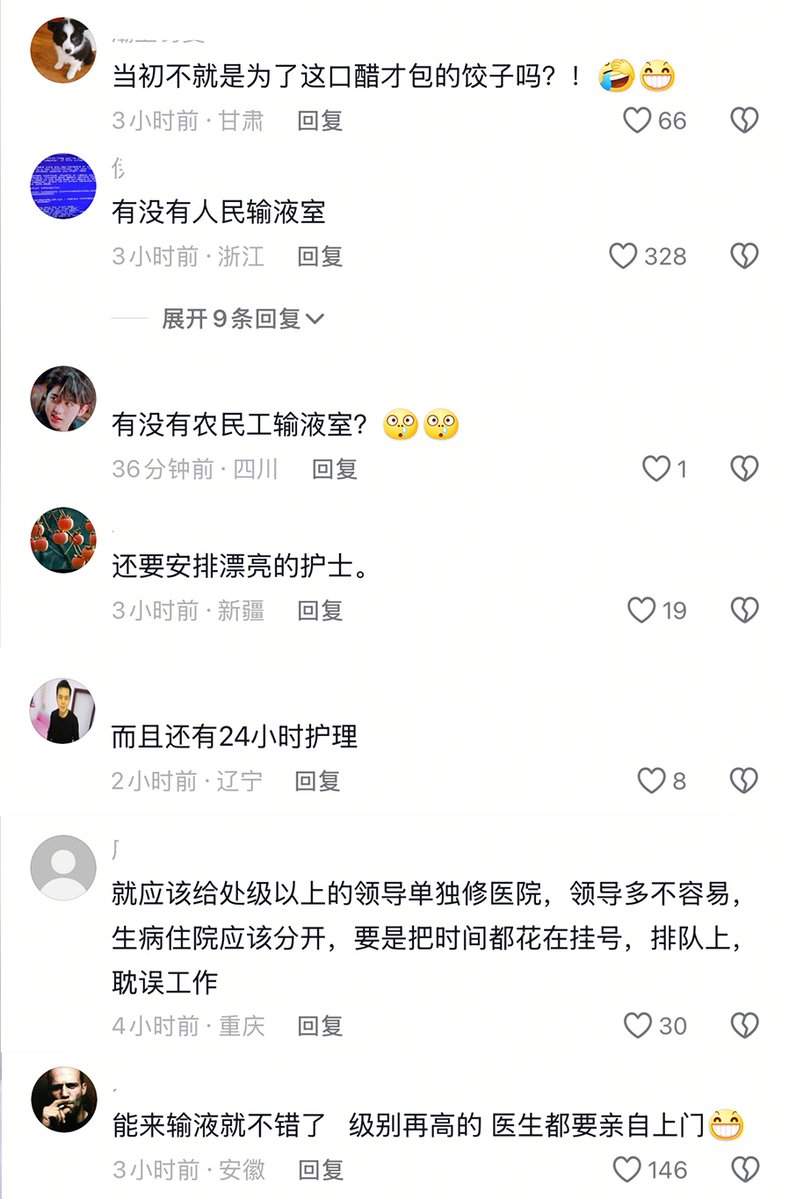 当初不就是为了这口醋才包的饺子吗？！🤣😁
3小时前·甘肃 回复 66
有没有人民输液室
3小时前·浙江 回复 328
展开9条回复
有没有农民工输液室？
36分钟前·四川 回复 1
还要安排漂亮的护士。
3小时前·新疆 回复 19
而且还有24小时护理
2小时前·辽宁 回复 8
就应该给处级以上的领导单独修医院，领导多不容易，
生病住院应该分开，要是把时间都花在挂号，排队上，
耽误工作
4小时前·重庆 回复 30
能来输液就不错了 级别再高的 医生都要亲自上门😁
3小时前·安徽 回复 146